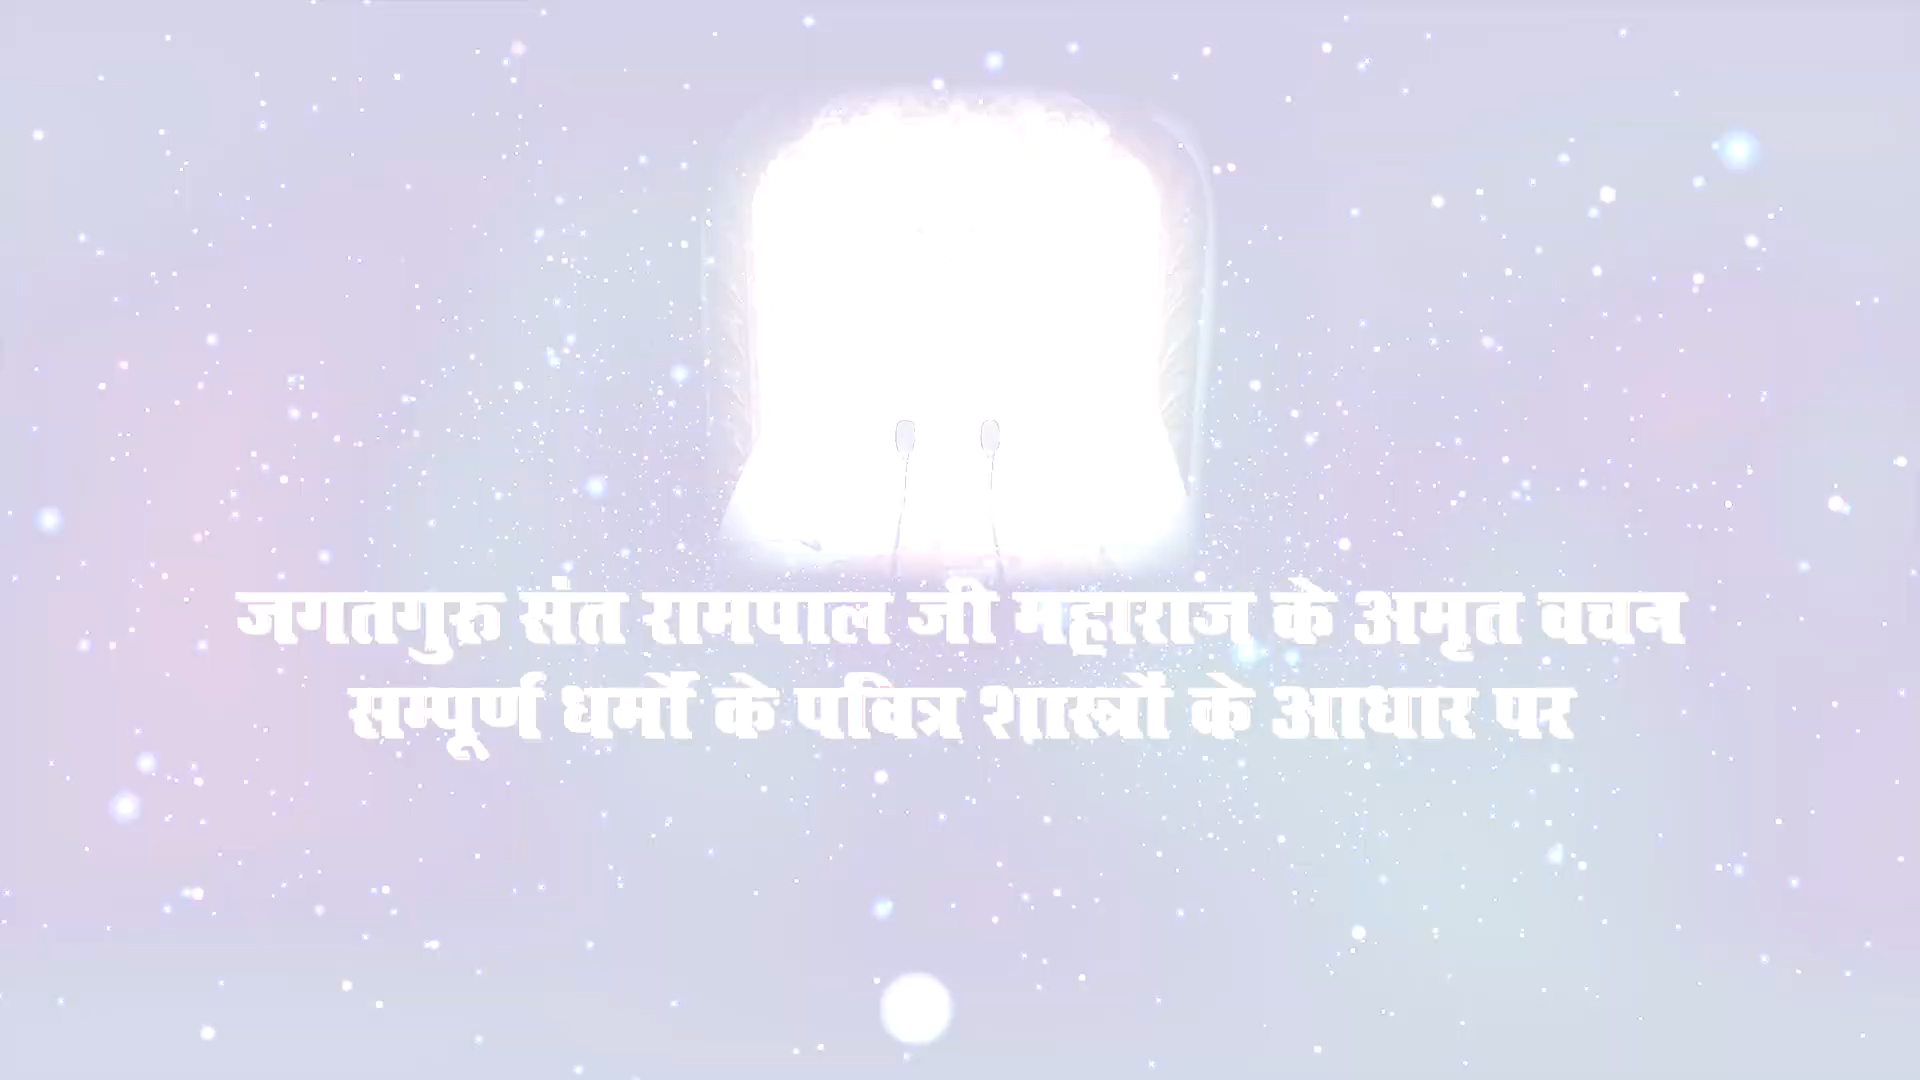 जगतगुरु संत रामपाल जी महाराज के अमृत वचन
सम्पूर्ण धर्मों के पवित्र शास्त्रों के आधार पर